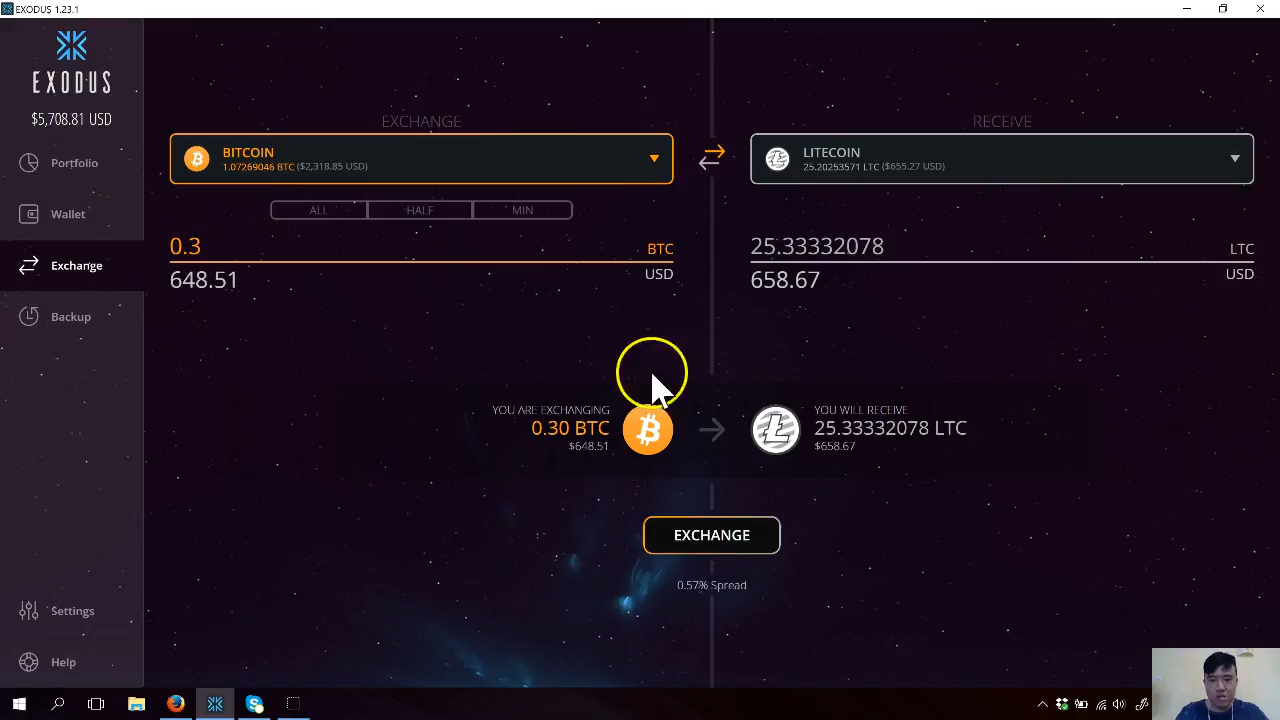 EXODUS 1.23.1
EXODUS
$5,708.81 USD
Portfolio
Wallet
Exchange
Backup
Settings
Help
EXCHANGE
BITCOIN
1.07269046 BTC ($2,318.85 USD)
ALL HALF MIN
0.3 BTC
648.51 USD
RECEIVE
LITECOIN
25.20253571 LTC ($655.27 USD)
25.33332078 LTC
658.67 USD
YOU ARE EXCHANGING
0.30 BTC
$648.51
YOU WILL RECEIVE
25.33332078 LTC
$658.67
EXCHANGE
0.57% Spread